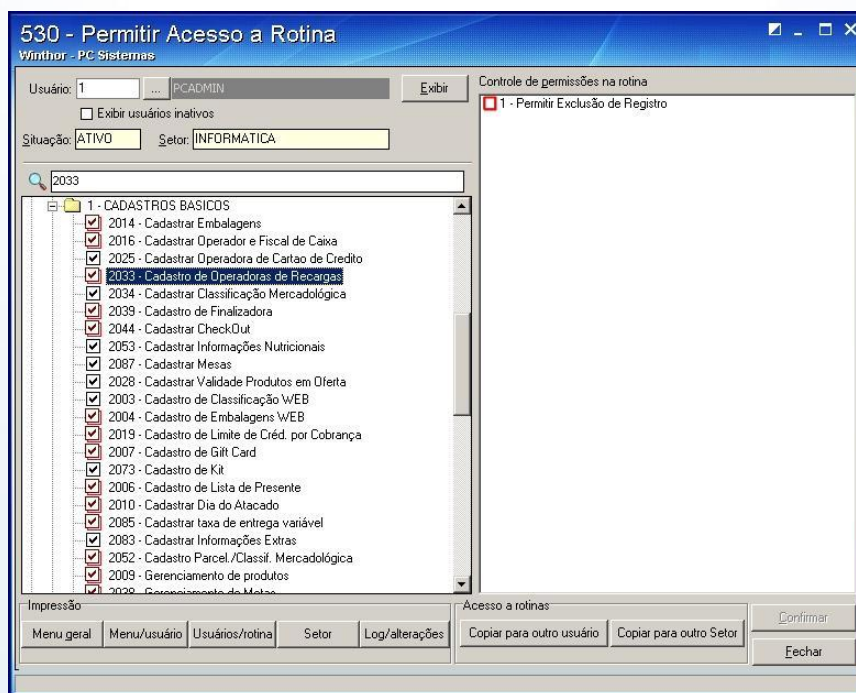 530 - Permitir Acesso a Rotina
Winthor - PC Sistemas
Usuário: 1 ... PCADMIN Exibir
Exibir usuários inativos
Situação: ATIVO Setor: INFORMATICA
2033
1 - CADASTROS BASICOS
2014 - Cadastrar Embalagens
2016 - Cadastrar Operador e Fiscal de Caixa
2025 - Cadastrar Operadora de Cartao de Credito
2033 - Cadastro de Operadoras de Recargas
2034 - Cadastrar Classificação Mercadológica
2039 - Cadastro de Finalizadora
2044 - Cadastrar CheckOut
2053 - Cadastrar Informações Nutricionais
2087 - Cadastrar Mesas
2028 - Cadastrar Validade Produtos em Oferta
2003 - Cadastro de Classificação WEB
2004 - Cadastro de Embalagens WEB
2019 - Cadastro de Limite de Créd. por Cobrança
2007 - Cadastro de Gift Card
2073 - Cadastro de Kit
2006 - Cadastro de Lista de Presente
2010 - Cadastrar Dia do Atacado
2085 - Cadastrar taxa de entrega variável
2083 - Cadastrar Informações Extras
2052 - Cadastro Parcel./Classif. Mercadológica
2009 - Gerenciamento de produtos
2038 - Gerenciamento de Metas
Controle de permissões na rotina
1 - Permitir Exclusão de Registro
Impressão
Menu geral Menu/usuário Usuários/rotina Setor Log/alterações
Acesso a rotinas
Copiar para outro usuário Copiar para outro Setor
Confirmar
Fechar